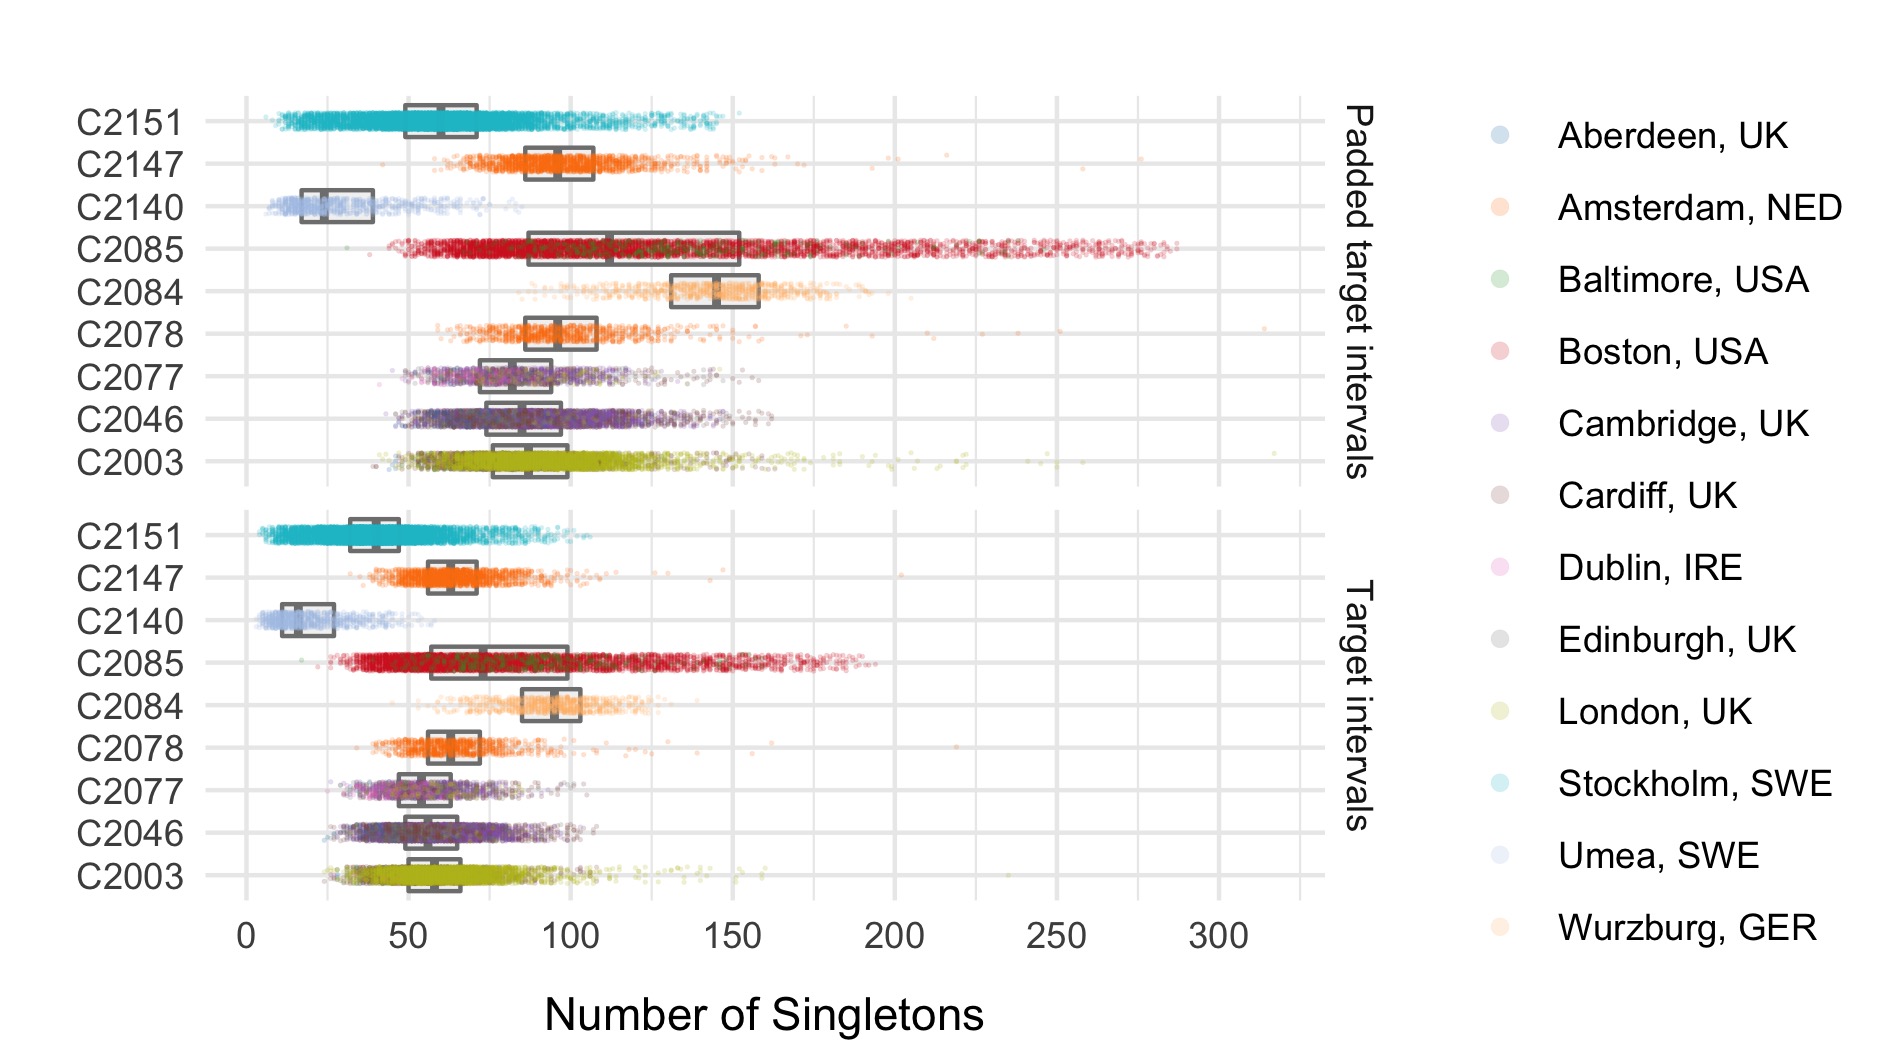 C2151
C2147
C2140
C2085
C2084
C2078
C2077
C2046
C2003
Padded target intervals
C2151
C2147
C2140
C2085
C2084
C2078
C2077
C2046
C2003
Target intervals
0 50 100 150 200 250 300
Number of Singletons
Aberdeen, UK
Amsterdam, NED
Baltimore, USA
Boston, USA
Cambridge, UK
Cardiff, UK
Dublin, IRE
Edinburgh, UK
London, UK
Stockholm, SWE
Umea, SWE
Wurzburg, GER